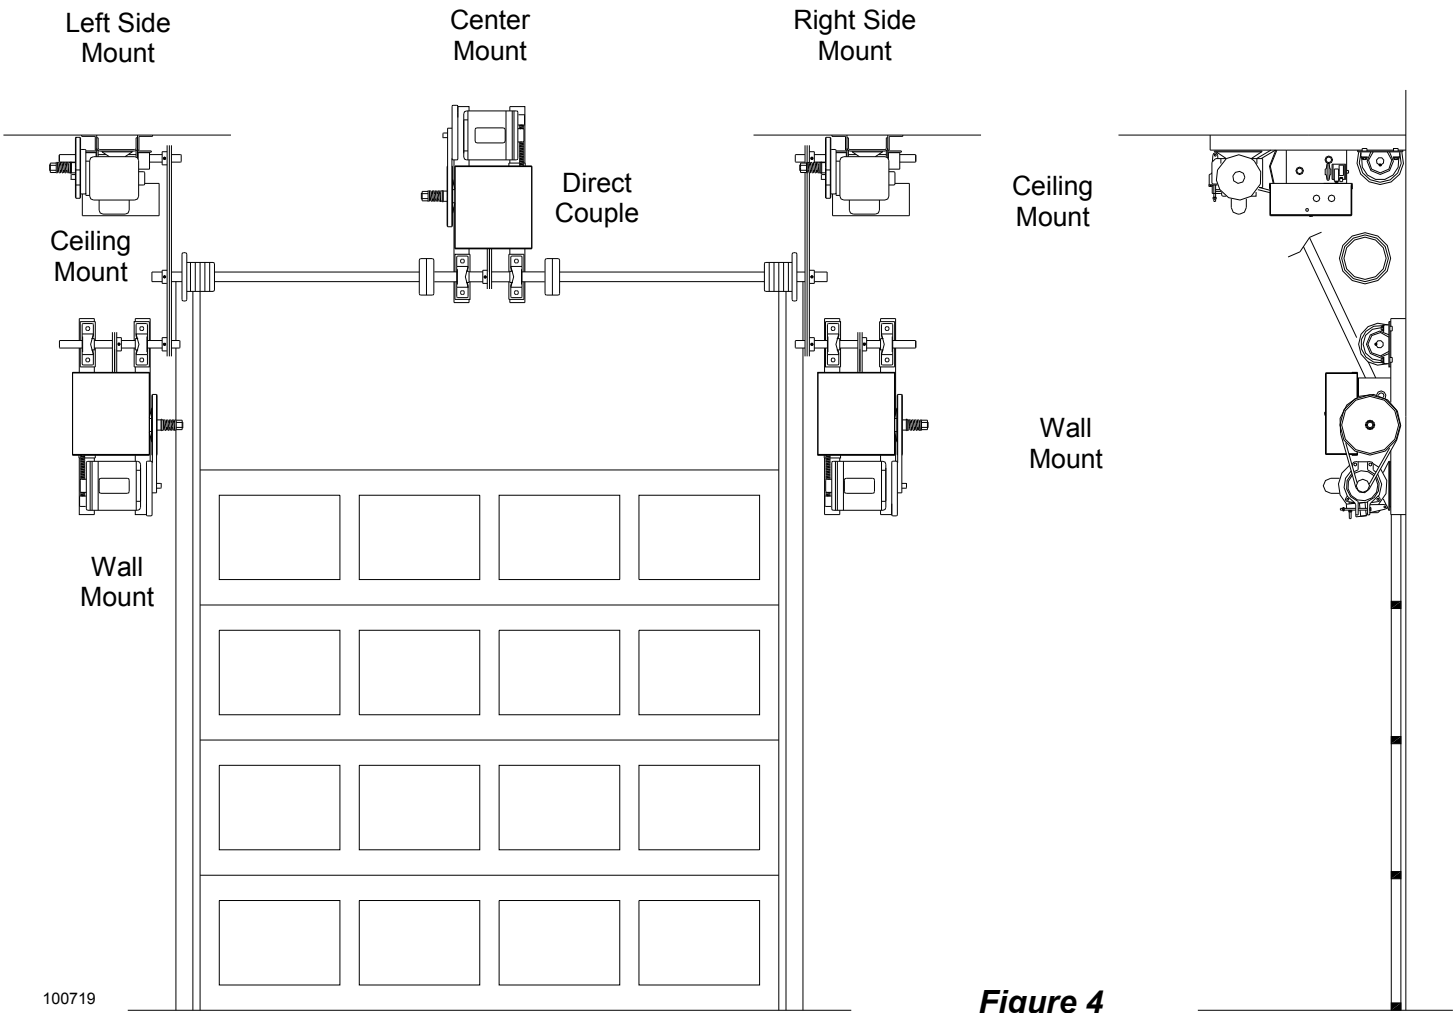 Left Side
Mount
Center
Mount
Right Side
Mount
Direct
Couple
Ceiling
Mount
Ceiling
Mount
Wall
Mount
Wall
Mount
100719
Figure 4